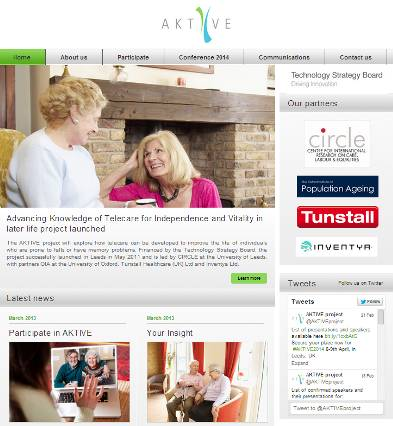 AKTIVE
Home
About us
Participate
Conference 2014
Communications
Contact us
Technology Strategy Board
Driving Innovation
Our partners
circle
CENTRE FOR INTERNATIONAL
RESEARCH ON CARE,
LABOUR & EQUALITIES
Population Ageing
Tunstall
INVENTYA
Advancing Knowledge of Telecare for Independence and Vitality in
later life project launched
The AKTIVE project will explore how telecare can be developed to improve the life of individuals
who are prone to falls or have memory problems. Financed by the Technology Strategy Board, the
project successfully launched in Leeds in May 2011 and is led by CIRCLE at the University of Leeds,
with partners OIA at the University of Oxford, Tunstall Healthcare (UK) Ltd and Inventya Ltd.
Learn more
Latest news
March 2013
Participate in AKTIVE
March 2013
Your Insight
Tweets
Follow us on Twitter
Tweets
Follow
AKTIVE project
21 Feb
@AKTIVEproject
List of presentations and speakers
available here
Secure your place now for
#AKTIVE2014 8-9th April, in
Leeds, UK
Expand
AKTIVE project
@AKTIVEproject
List of confirmed speakers and
their presentations for:
Tweet to @AKTIVEproject